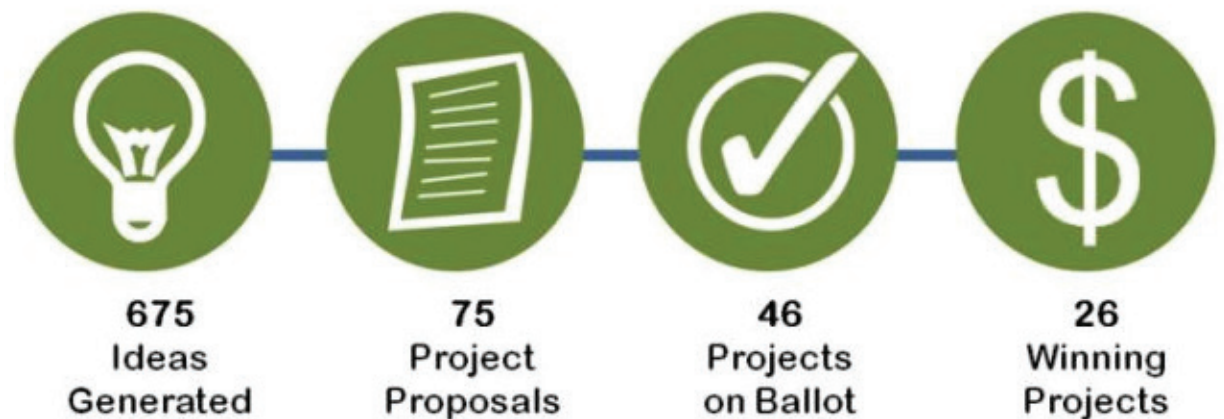 675
Ideas
Generated
75
Project
Proposals
46
Projects
on Ballot
26
Winning
Projects